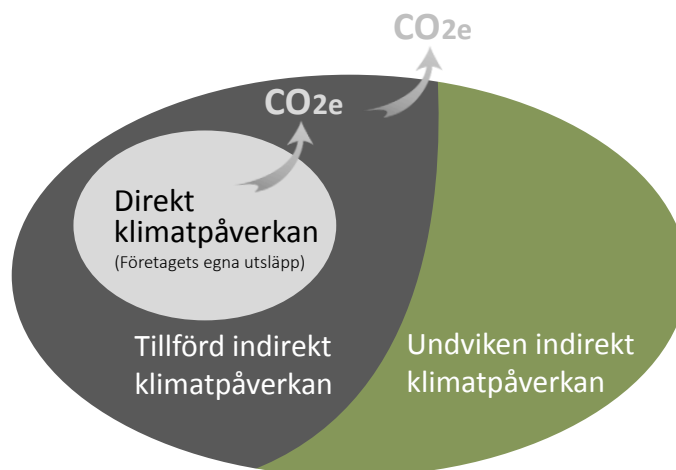 CO2e
CO2e
Direkt
klimatpåverkan
(Företagets egna utsläpp)
Tillförd indirekt
klimatpåverkan
Undviken indirekt
klimatpåverkan